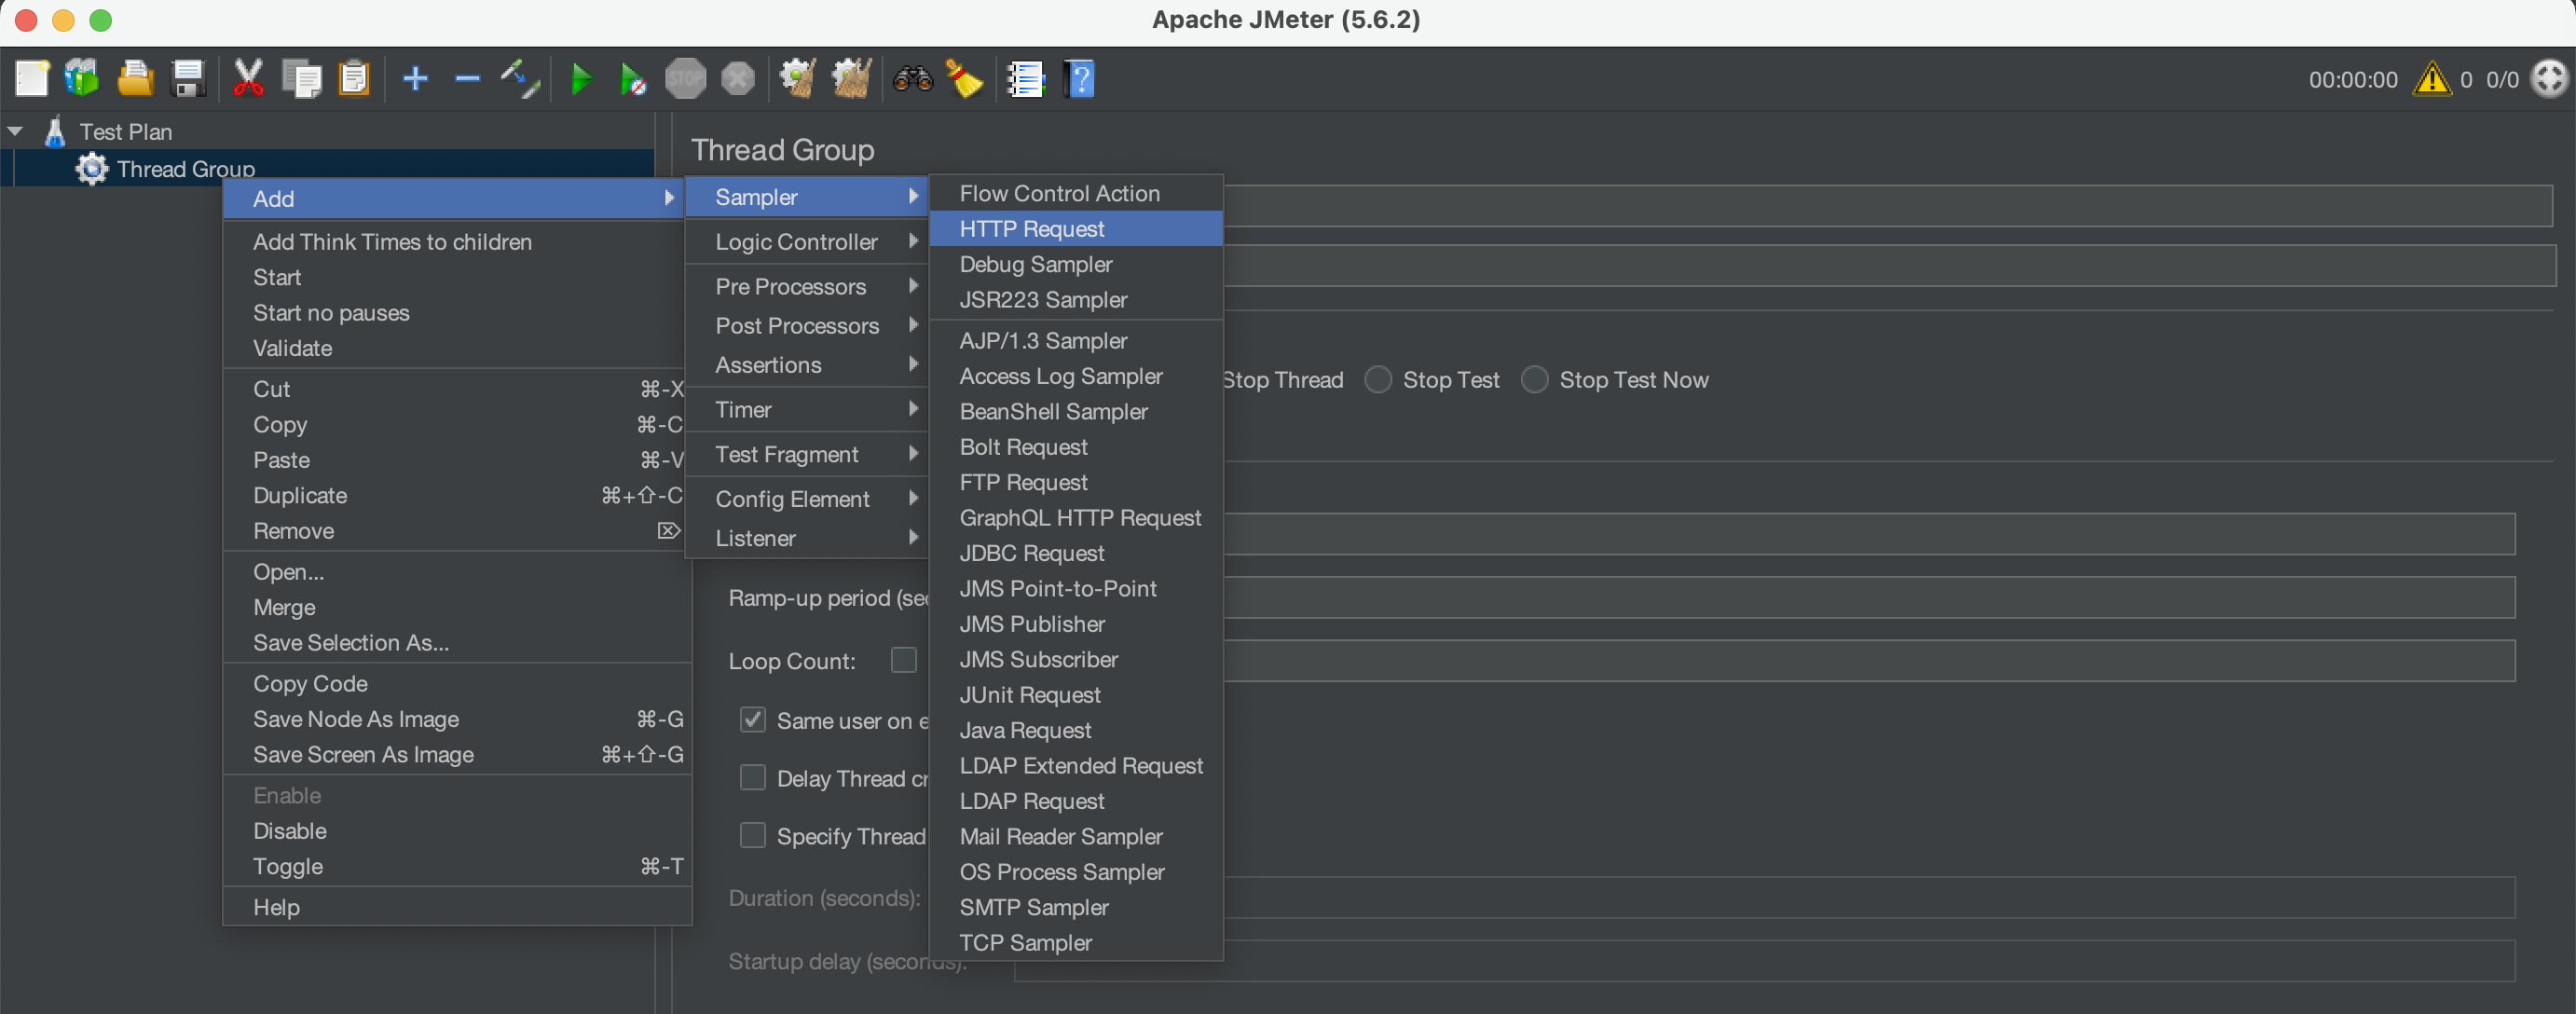 Apache JMeter (5.6.2)
STOP
00:00:00
0
0/0
Test Plan
Thread Group
Thread Group
Add
Add Think Times to children
Start
Start no pauses
Validate
Cut ⌘-X
Copy ⌘-C
Paste ⌘-V
Duplicate ⌘+⇧-C
Remove ⌦
Open...
Merge
Save Selection As...
Copy Code
Save Node As Image ⌘-G
Save Screen As Image ⌘+⇧-G
Enable
Disable
Toggle ⌘-T
Help
Sampler
Logic Controller
Pre Processors
Post Processors
Assertions
Timer
Test Fragment
Config Element
Listener
Flow Control Action
HTTP Request
Debug Sampler
JSR223 Sampler
AJP/1.3 Sampler
Access Log Sampler
BeanShell Sampler
Bolt Request
FTP Request
GraphQL HTTP Request
JDBC Request
JMS Point-to-Point
JMS Publisher
JMS Subscriber
JUnit Request
Java Request
LDAP Extended Request
LDAP Request
Mail Reader Sampler
OS Process Sampler
SMTP Sampler
TCP Sampler
Stop Thread
Stop Test
Stop Test Now
Ramp-up period (sec
Loop Count:
Same user on e
Delay Thread cr
Specify Thread
Duration (seconds):
Startup delay (seconds):